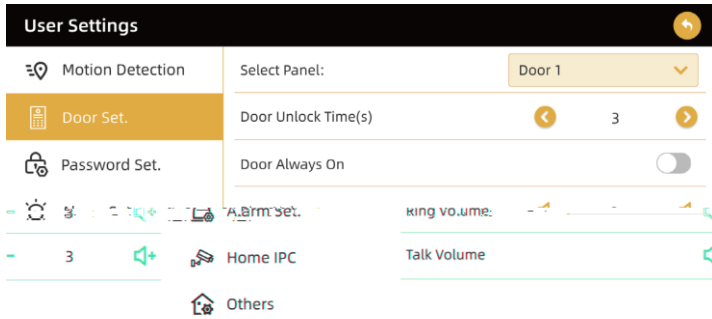 User Settings
Motion Detection
Select Panel:
Door 1
Door Set.
Door Unlock Time(s)
3
Password Set.
Door Always On
Alarm Set.
Ring Volume
3
Home IPC
Talk Volume
Others